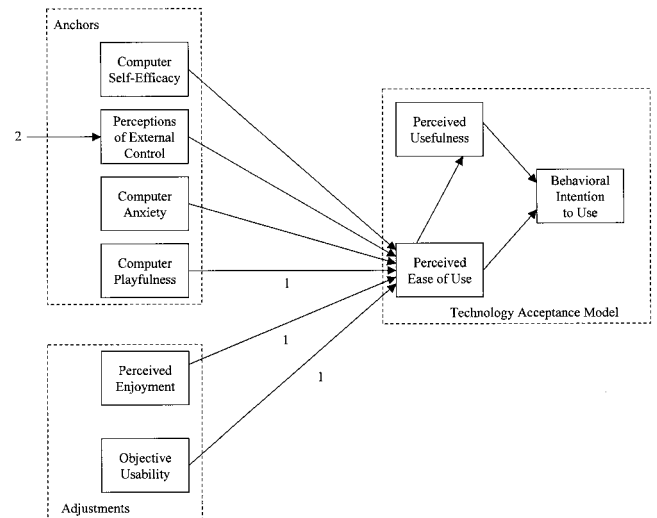 Anchors
Computer
Self-Efficacy
2
Perceptions
of External
Control
Computer
Anxiety
Computer
Playfulness
1
Perceived
Enjoyment
1
1
Objective
Usability
Adjustments
Perceived
Usefulness
Behavioral
Intention
to Use
Perceived
Ease of Use
Technology Acceptance Model